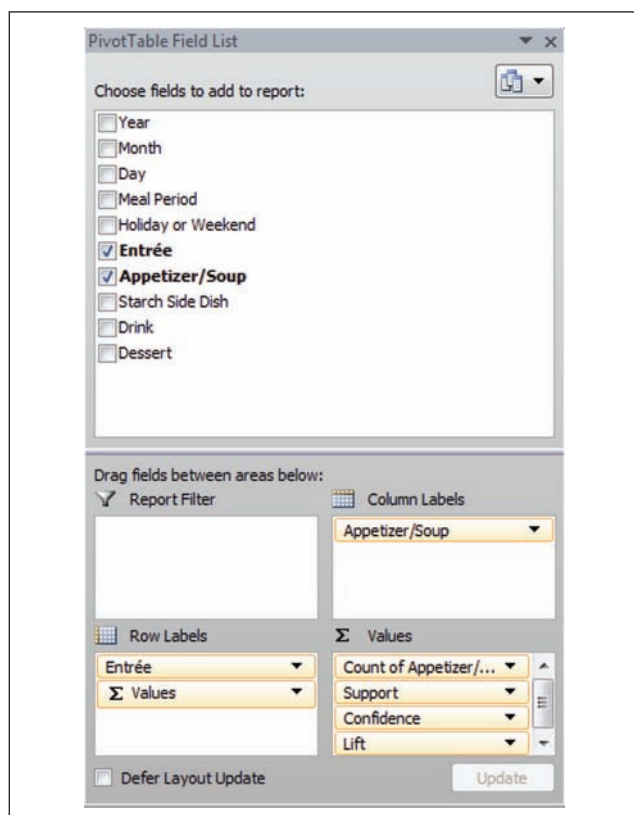 PivotTable Field List
Choose fields to add to report:
Year
Month
Day
Meal Period
Holiday or Weekend
Entrée
Appetizer/Soup
Starch Side Dish
Drink
Dessert
Drag fields between areas below:
Report Filter
Column Labels
Appetizer/Soup
Row Labels
Σ Values
Entrée
Σ Values
Count of Appetizer/...
Support
Confidence
Lift
Defer Layout Update
Update